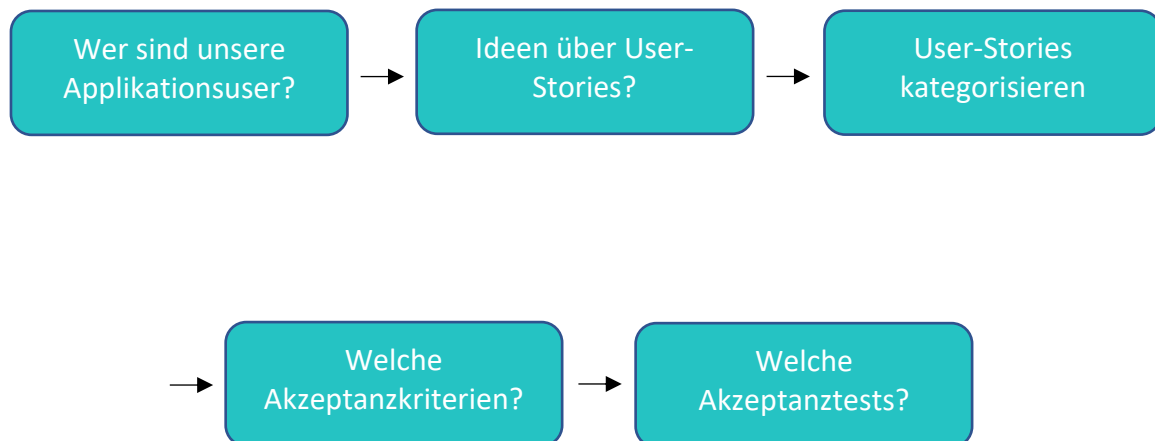 Wer sind unsere
Applikationsuser?
Ideen über User-
Stories?
User-Stories
kategorisieren
Welche
Akzeptanzkriterien?
Welche
Akzeptanztests?